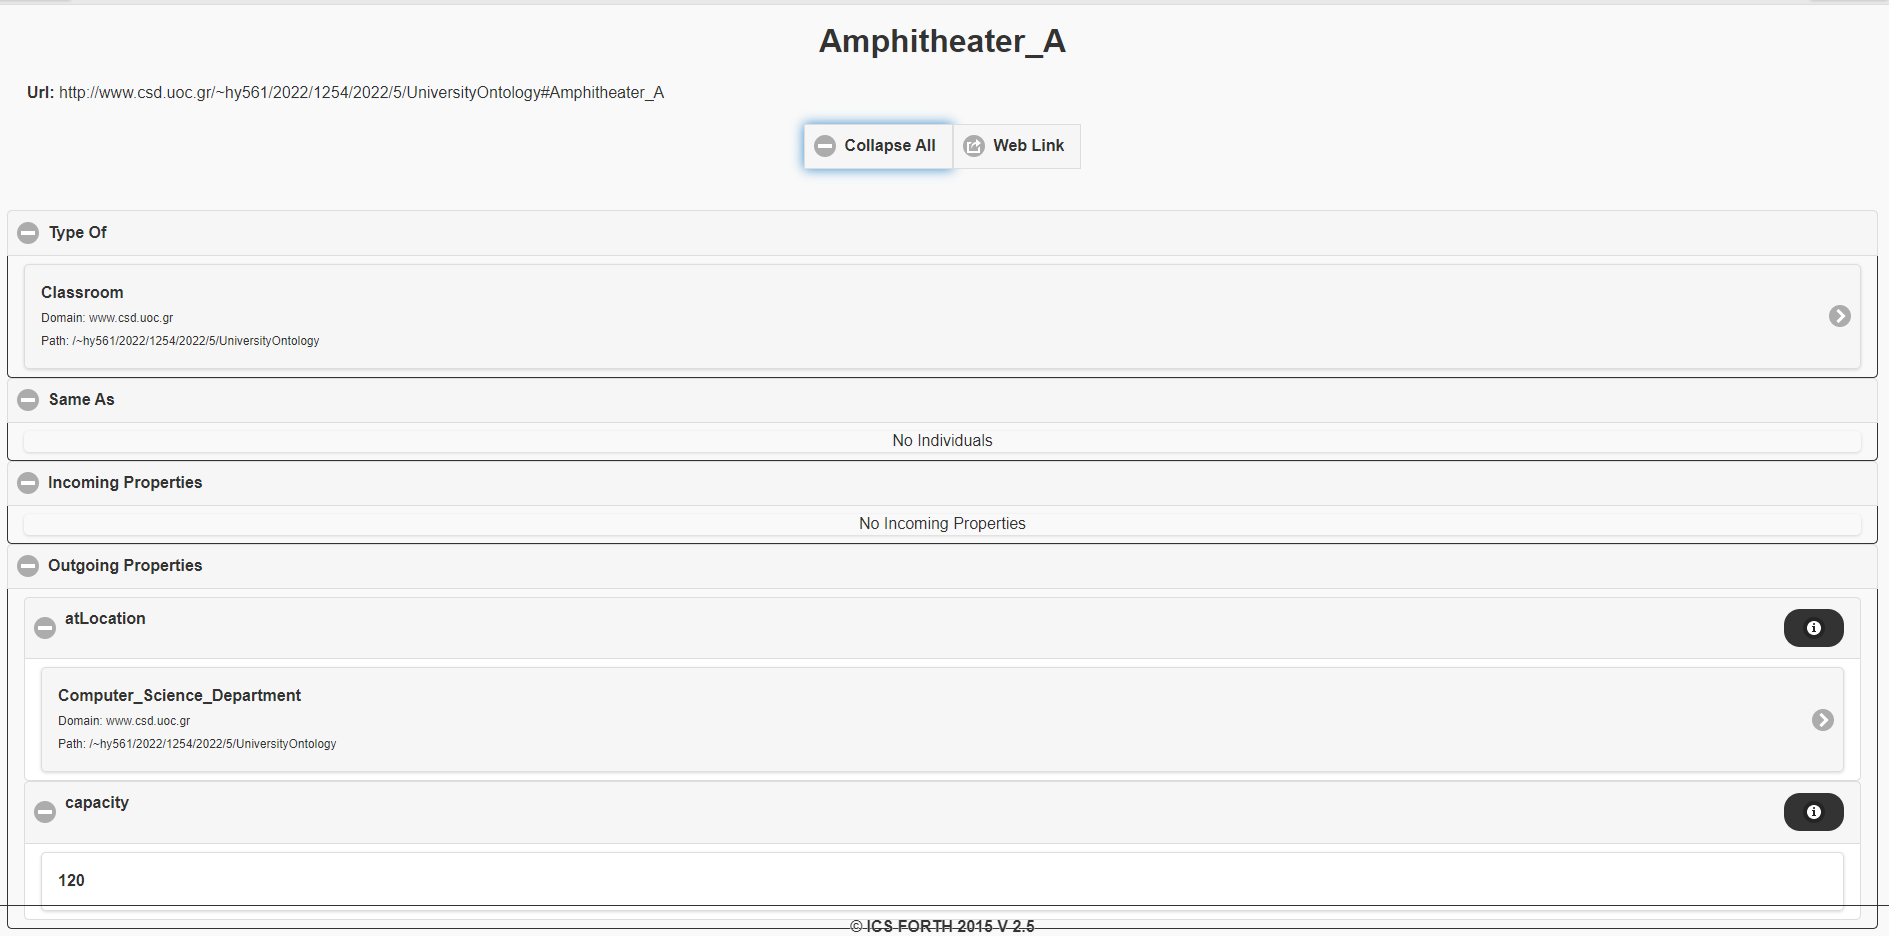 Amphitheater_A
Url: http://www.csd.uoc.gr/~hy561/2022/1254/2022/5/UniversityOntology#Amphitheater_A
Collapse All
Web Link
Type Of
Classroom
Domain: www.csd.uoc.gr
Path: /~hy561/2022/1254/2022/5/UniversityOntology
Same As
No Individuals
Incoming Properties
No Incoming Properties
Outgoing Properties
atLocation
Computer_Science_Department
Domain: www.csd.uoc.gr
Path: /~hy561/2022/1254/2022/5/UniversityOntology
capacity
120
© ICS FORTH 2015 V 2.5